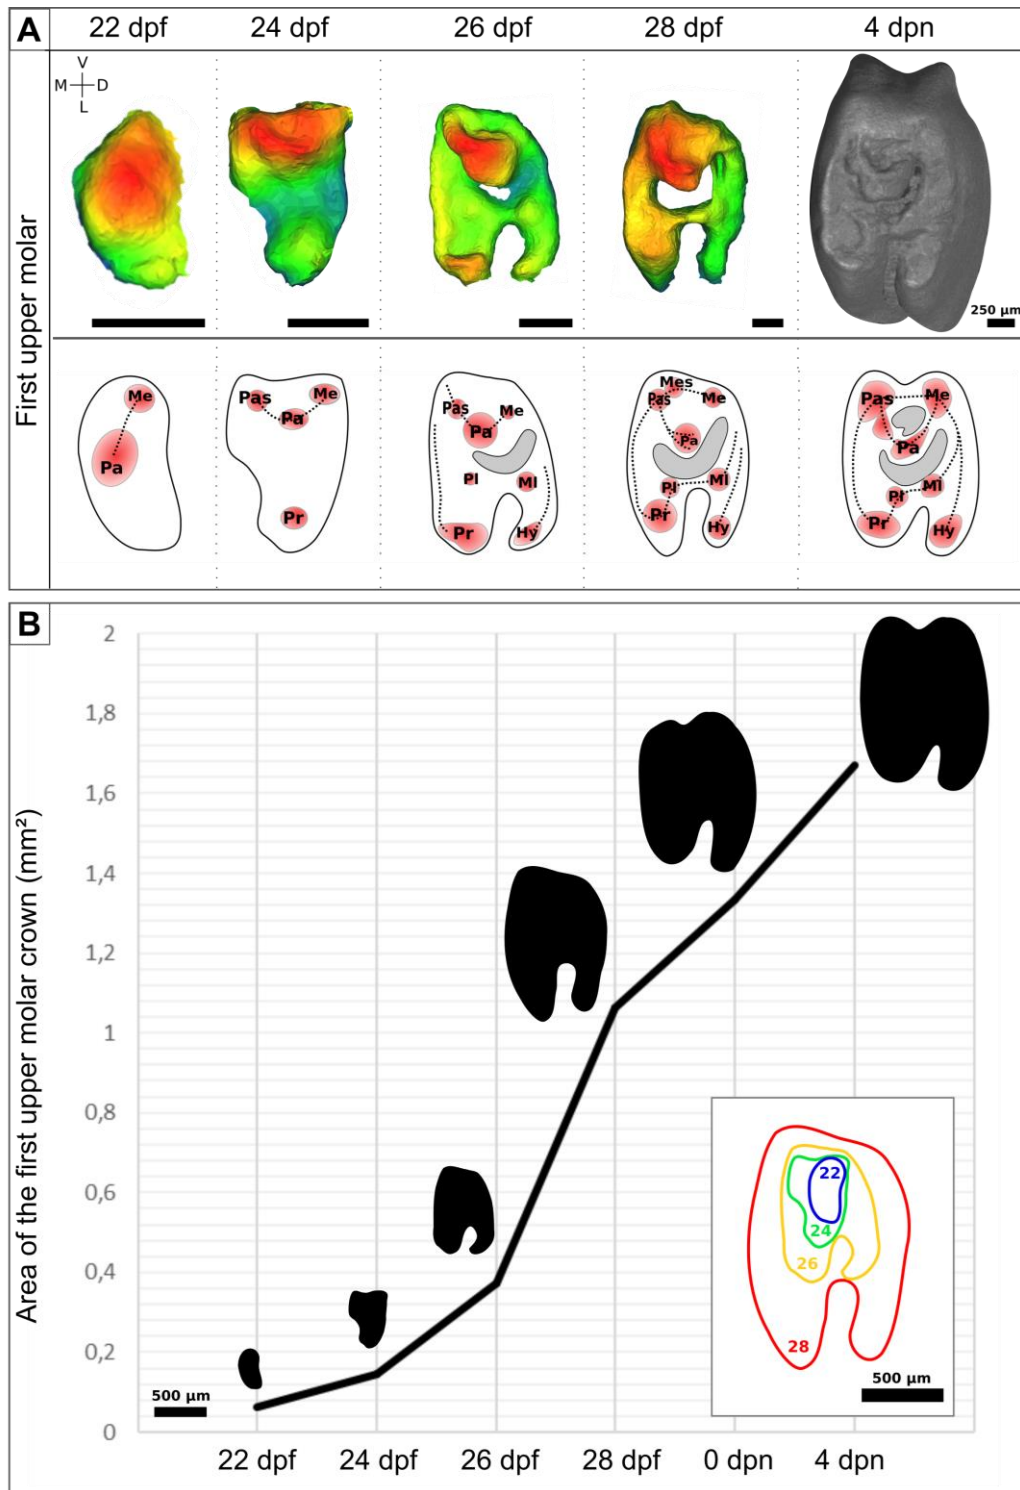 A
22 dpf
24 dpf
26 dpf
28 dpf
4 dpn
First upper molar
V
M D
L
250 µm
Me
Pa
Pas
Me
Pa
Pr
Pas
Me
Pa
Pl
Ml
Pr
Hy
Mes
Pas
Me
Pa
Pl
Ml
Pr
Hy
Pas
Me
Pa
Pl
Ml
Pr
Hy
B
Area of the first upper molar crown (mm²)
2
1,8
1,6
1,4
1,2
1
0,8
0,6
0,4
0,2
0
500 µm
22
24
26
28
500 µm
22 dpf
24 dpf
26 dpf
28 dpf
0 dpn
4 dpn